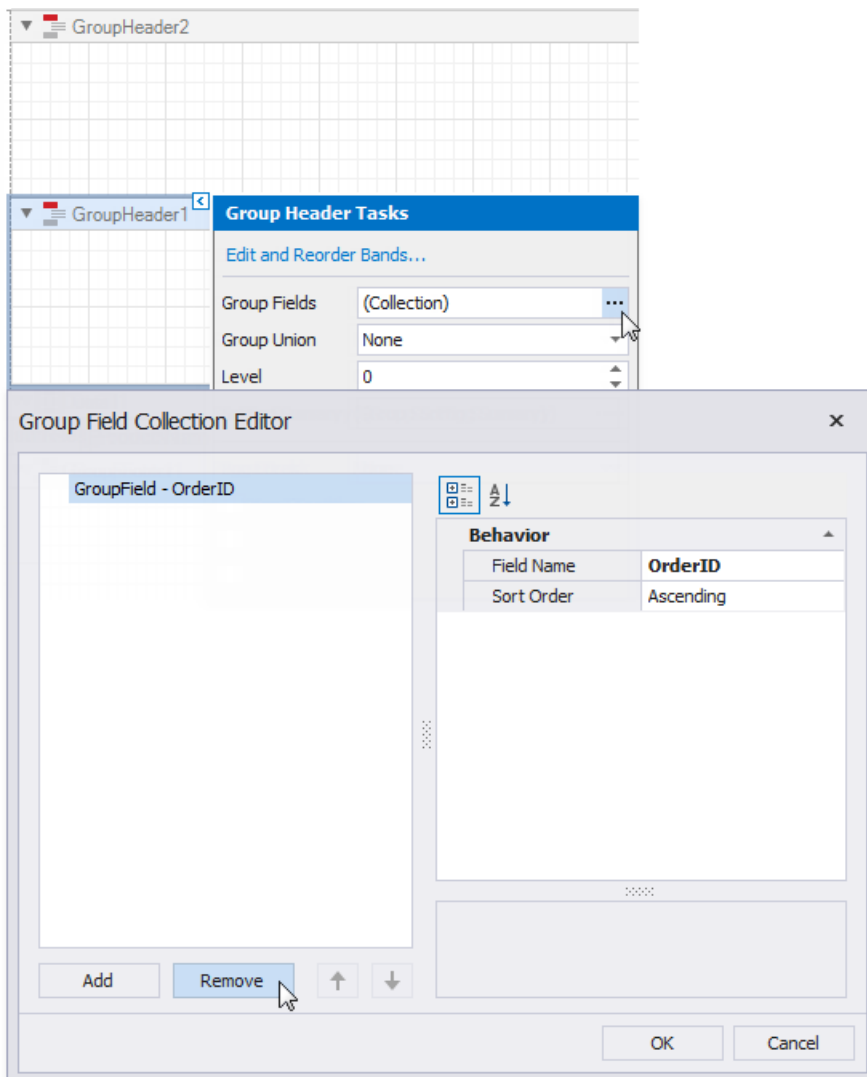 GroupHeader2
GroupHeader1
Group Header Tasks
Edit and Reorder Bands...
Group Fields (Collection) ...
Group Union None
Level 0
Group Field Collection Editor
GroupField - OrderID
Behavior
Field Name OrderID
Sort Order Ascending
Add Remove
OK Cancel